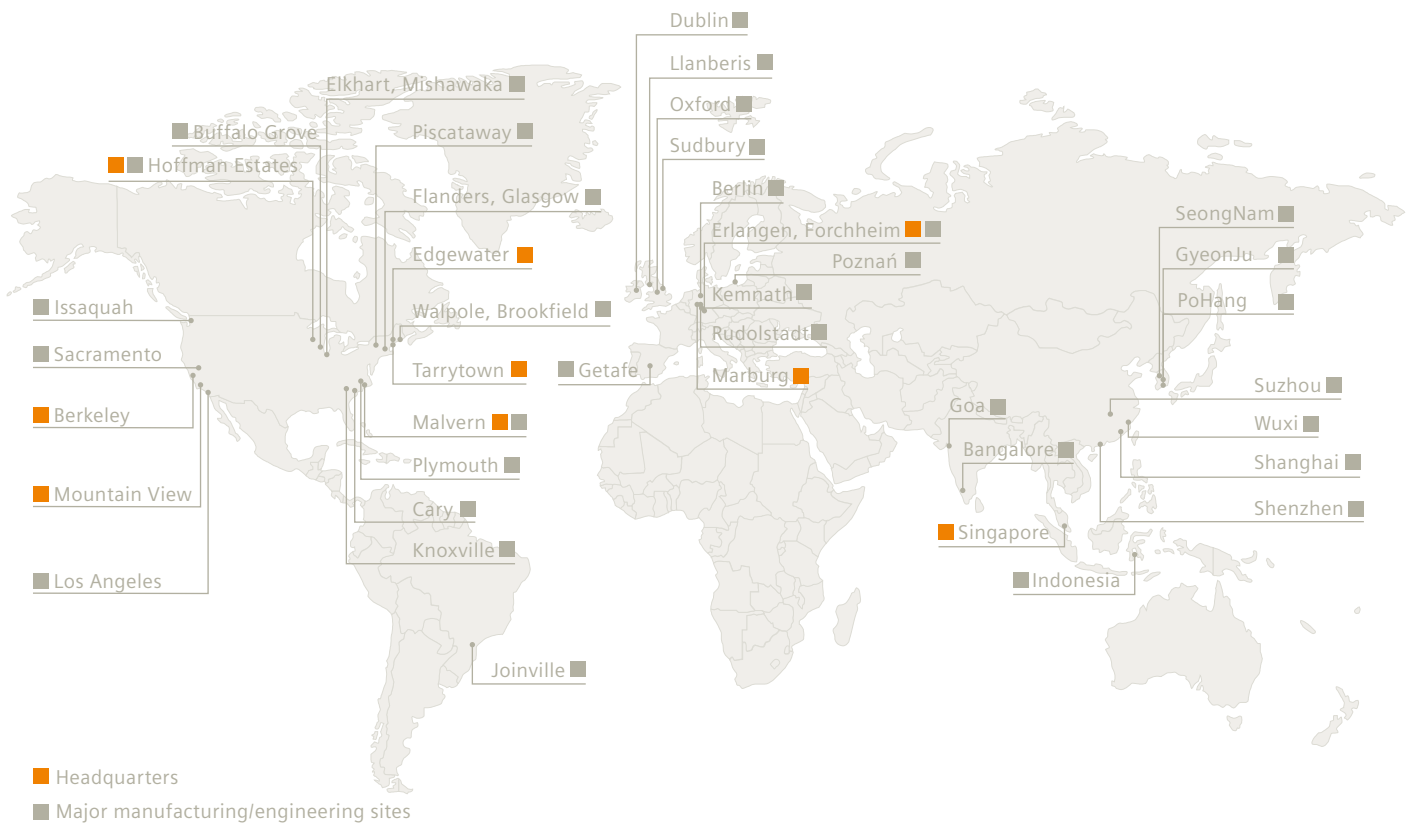 Dublin
Llanberis
Elkhart, Mishawaka
Oxford
Buffalo Grove
Piscataway
Sudbury
Hoffman Estates
Berlin
Flanders, Glasgow
SeongNam
Erlangen, Forchheim
Edgewater
GyeonJu
Poznań
Kemnath
PoHang
Issaquah
Walpole, Brookfield
Rudolstadt
Sacramento
Tarrytown
Getafe
Marburg
Suzhou
Goa
Berkeley
Malvern
Wuxi
Bangalore
Plymouth
Shanghai
Mountain View
Cary
Shenzhen
Singapore
Knoxville
Los Angeles
Indonesia
Joinville
Headquarters
Major manufacturing/engineering sites